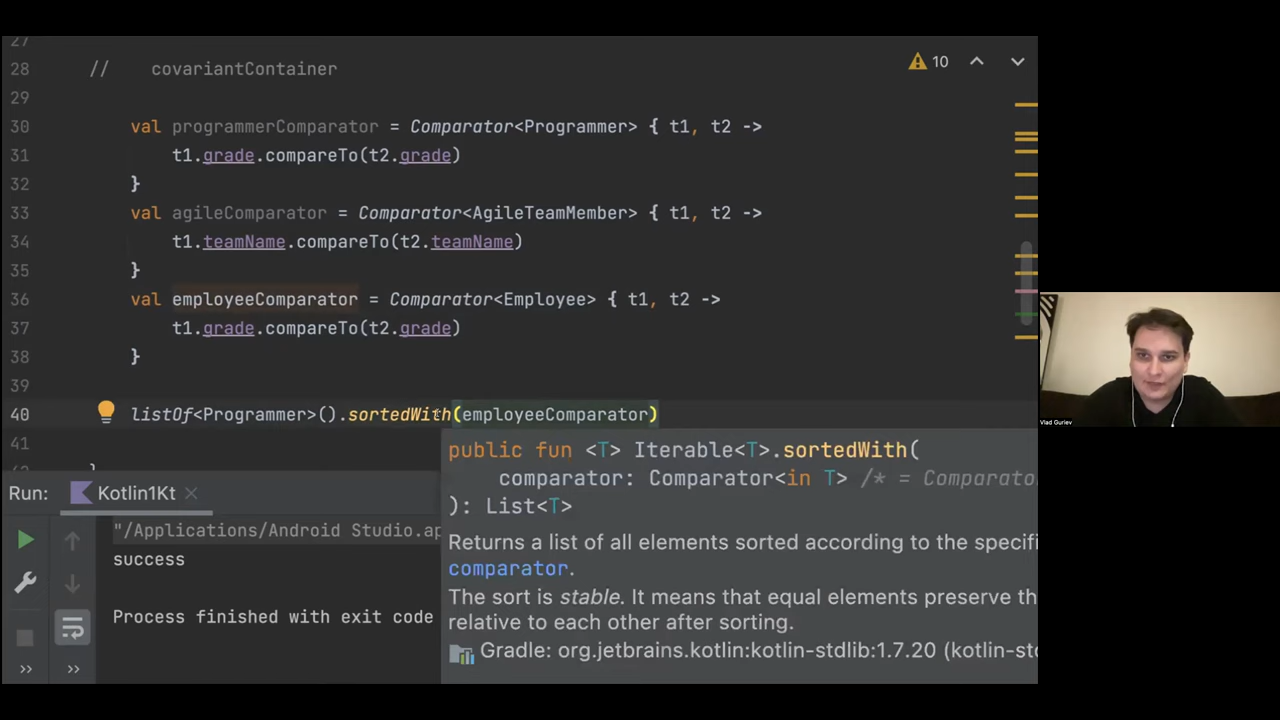 27
28 // covariantContainer
10
29
30 val programmerComparator = Comparator<Programmer> { t1, t2 ->
31 t1.grade.compareTo(t2.grade)
32 }
33 val agileComparator = Comparator<AgileTeamMember> { t1, t2 ->
34 t1.teamName.compareTo(t2.teamName)
35 }
36 val employeeComparator = Comparator<Employee> { t1, t2 ->
37 t1.grade.compareTo(t2.grade)
38 }
39
40 listOf<Programmer>().sortedWith(employeeComparator)
41
}
public fun <T> Iterable<T>.sortedWith(
comparator: Comparator<in T> /* = Comparato
): List<T>
Returns a list of all elements sorted according to the specifi
comparator.
The sort is stable. It means that equal elements preserve th
relative to each other after sorting.
Gradle: org.jetbrains.kotlin:kotlin-stdlib:1.7.20 (kotlin-std
Run: Kotlin1Kt
"/Applications/Android Studio.ap
success
Process finished with exit code
Vlad Guriev